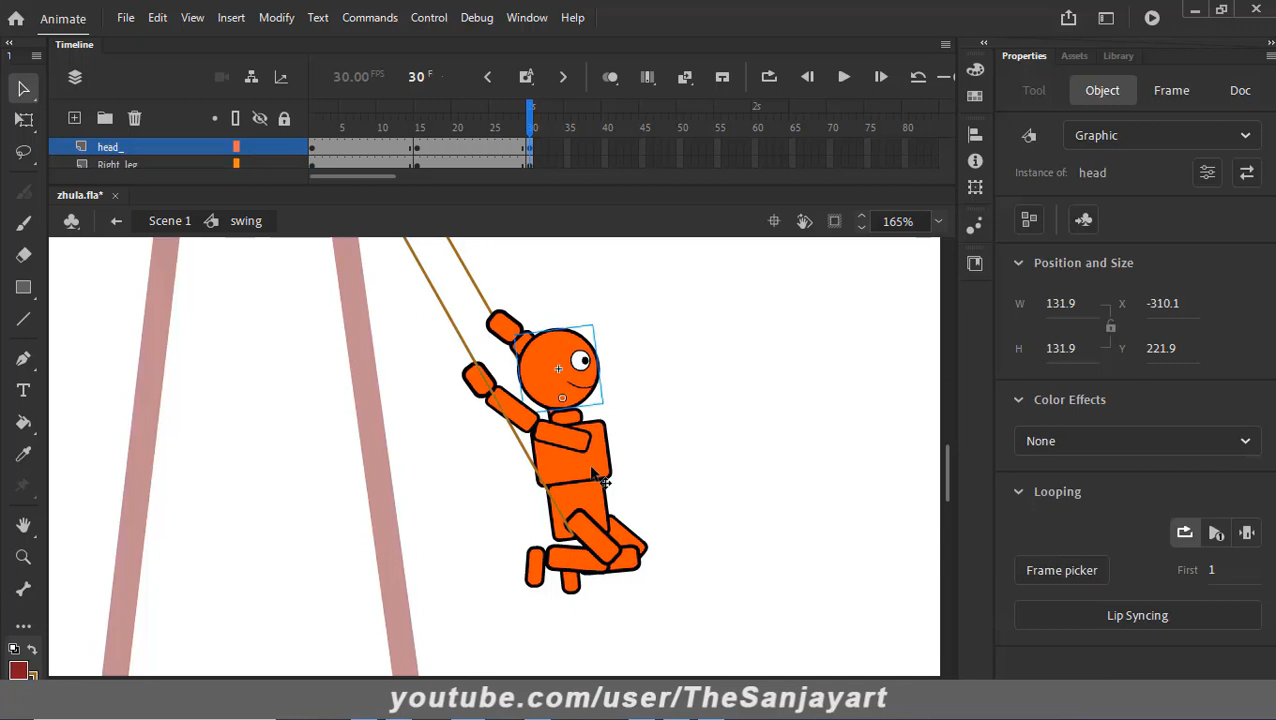 Animate File Edit View Insert Modify Text Commands Control Debug Window Help
1 Timeline Properties Assets Library
30.00 FPS 30 F Tool Object Frame Doc
s 2s
5 10 15 20 25 30 35 40 45 50 55 60 65 70 75 80
head_ Graphic
Right_leg Instance of: head
zhula.fla* ×
Scene 1 swing 165%
Position and Size
W 131.9 X -310.1
H 131.9 Y 221.9
Color Effects
None
Looping
Frame picker First 1
Lip Syncing
youtube.com/user/TheSanjayart